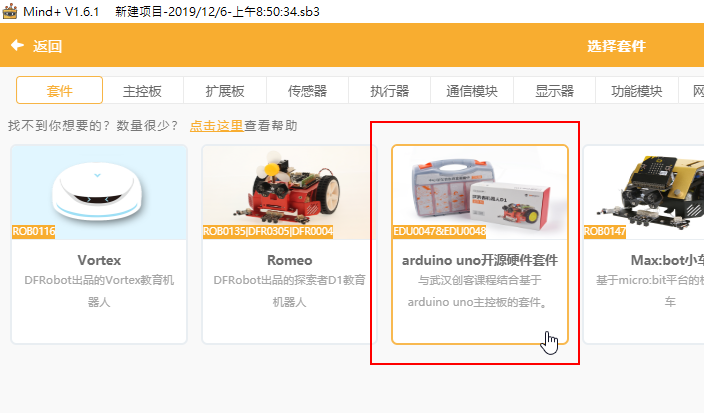 Mind+ V1.6.1 新建项目-2019/12/6-上午8:50:34.sb3
返回 选择套件
套件 主控板 扩展板 传感器 执行器 通信模块 显示器 功能模块 网
找不到你想要的？数量很少？ 点击这里查看帮助
ROB0116 ROB0135|DFR0305|DFR0004 EDU0047&EDU0048 ROB0147
Vortex Romeo arduino uno开源硬件套件 Max:bot小车
DFRobot出品的Vortex教育机 DFRobot出品的探索者D1教育 与武汉创客课程结合基于 基于micro:bit平台的
器人 机器人 arduino uno主控板的套件。 车